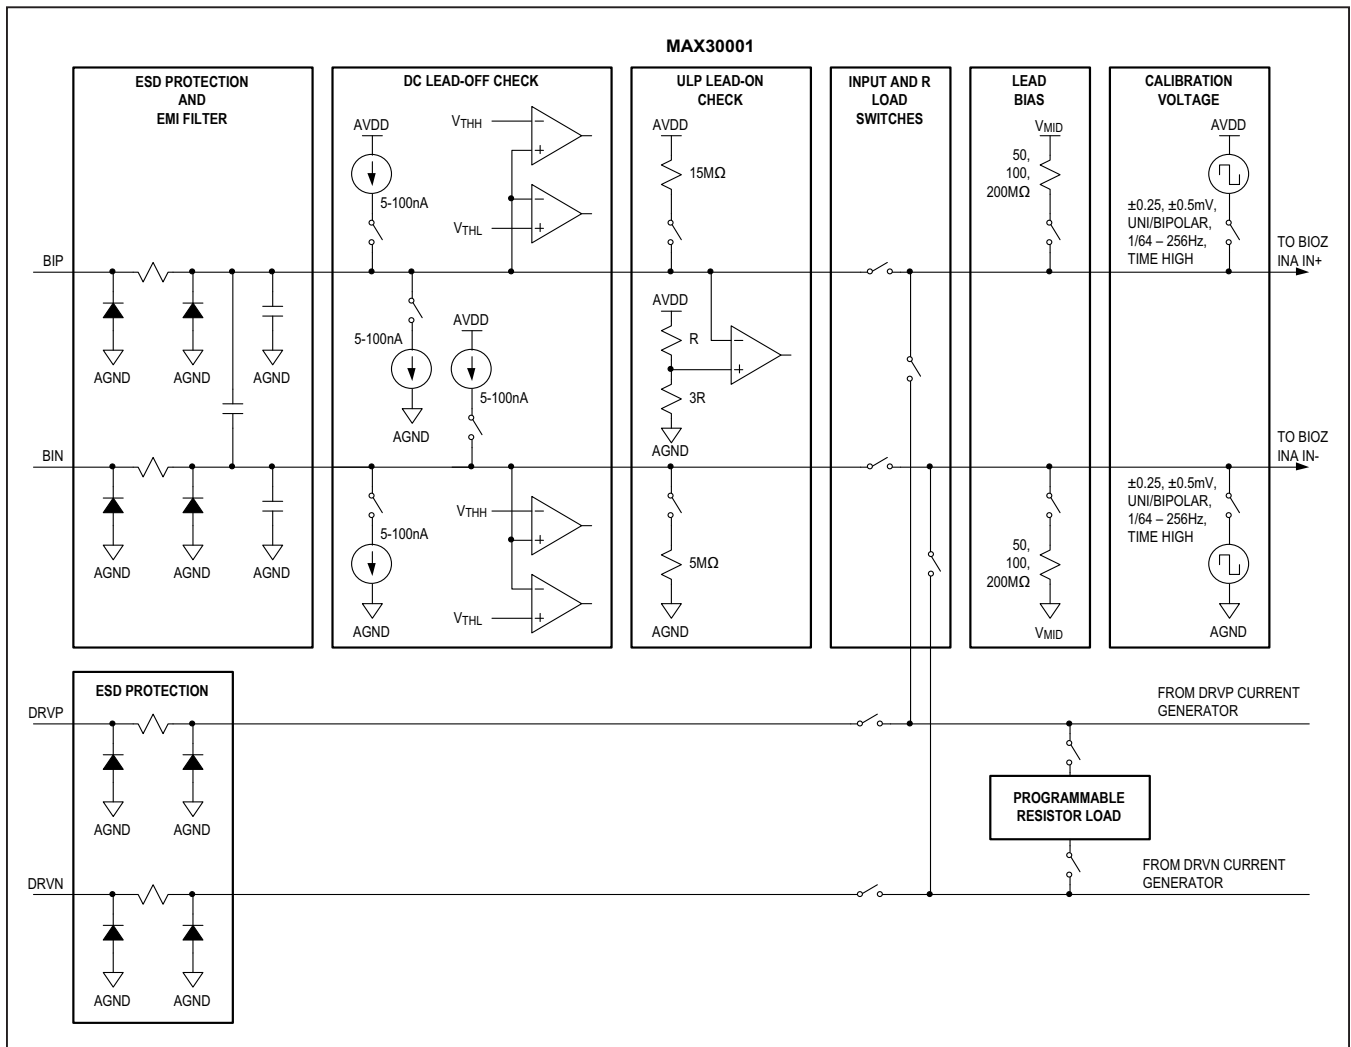 MAX30001
ESD PROTECTION
AND
EMI FILTER
DC LEAD-OFF CHECK
ULP LEAD-ON
CHECK
INPUT AND R
LOAD
SWITCHES
LEAD
BIAS
CALIBRATION
VOLTAGE
AVDD
5-100nA
VTHH
VTHL
AVDD
15MΩ
VMID
50,
100,
200MΩ
AVDD
±0.25, ±0.5mV,
UNI/BIPOLAR,
1/64 – 256Hz,
TIME HIGH
TO BIOZ
INA IN+
BIP
AGND
AGND
AGND
5-100nA
AGND
AVDD
5-100nA
AVDD
R
3R
AGND
BIN
TO BIOZ
INA IN-
AGND
AGND
AGND
5-100nA
AGND
VTHH
VTHL
5MΩ
AGND
50,
100,
200MΩ
VMID
±0.25, ±0.5mV,
UNI/BIPOLAR,
1/64 – 256Hz,
TIME HIGH
AGND
ESD PROTECTION
DRVP
AGND
AGND
FROM DRVP CURRENT
GENERATOR
PROGRAMMABLE
RESISTOR LOAD
DRVN
AGND
AGND
FROM DRVN CURRENT
GENERATOR